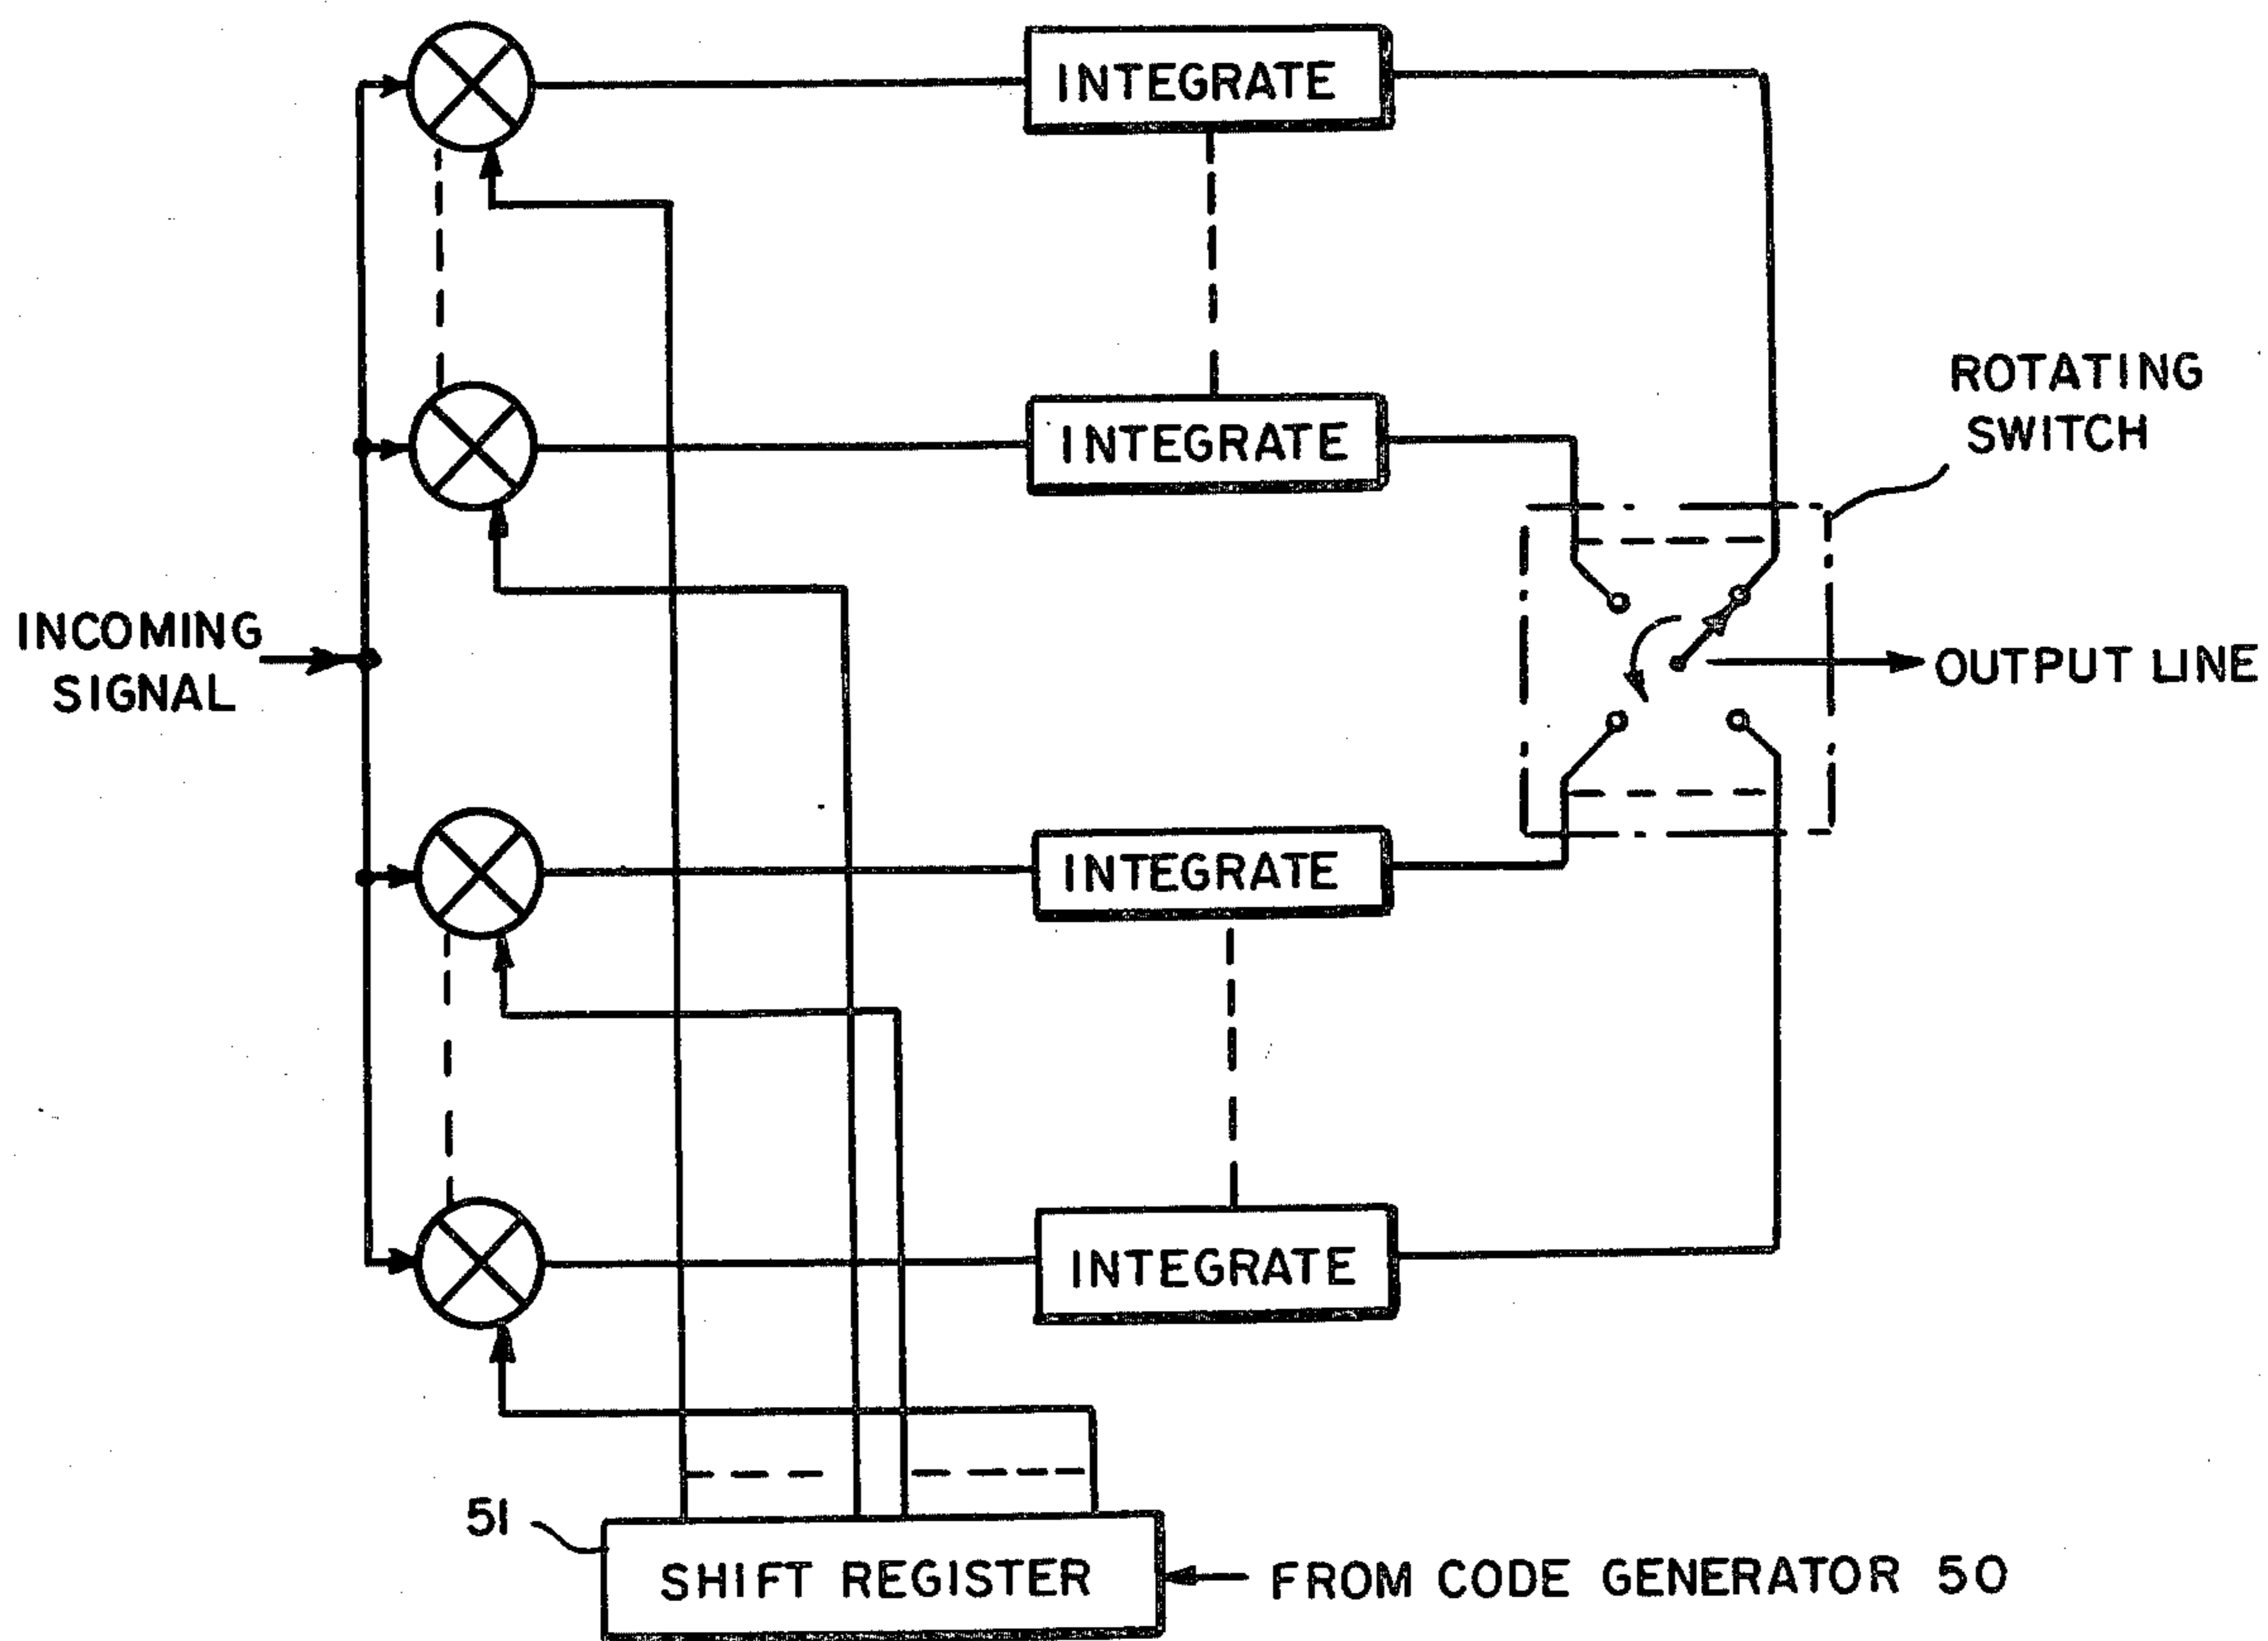 INTEGRATE
INTEGRATE
ROTATING
SWITCH
INCOMING
SIGNAL
OUTPUT LINE
INTEGRATE
INTEGRATE
51
SHIFT REGISTER
FROM CODE GENERATOR 50